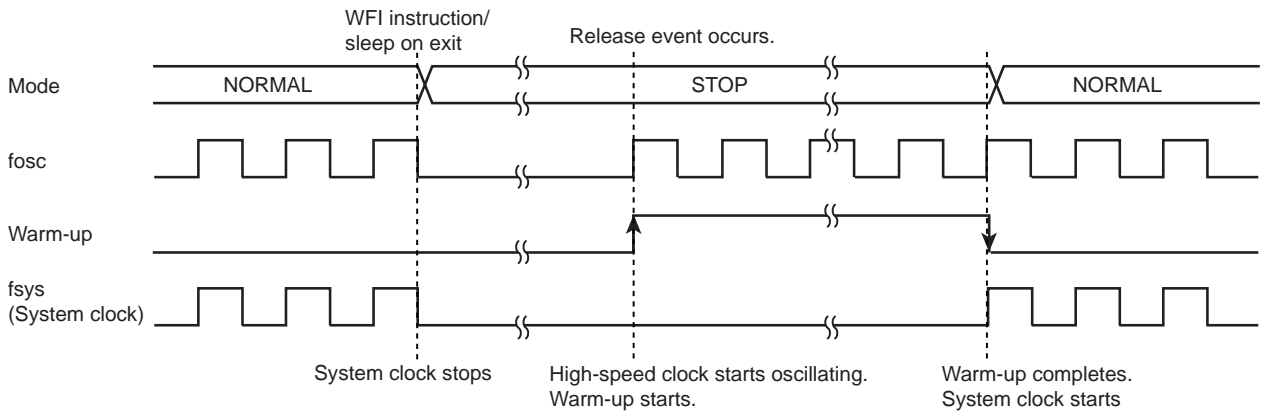 WFI instruction/
sleep on exit
Release event occurs.
Mode
NORMAL
STOP
NORMAL
fosc
Warm-up
fsys
(System clock)
System clock stops
High-speed clock starts oscillating.
Warm-up starts.
Warm-up completes.
System clock starts